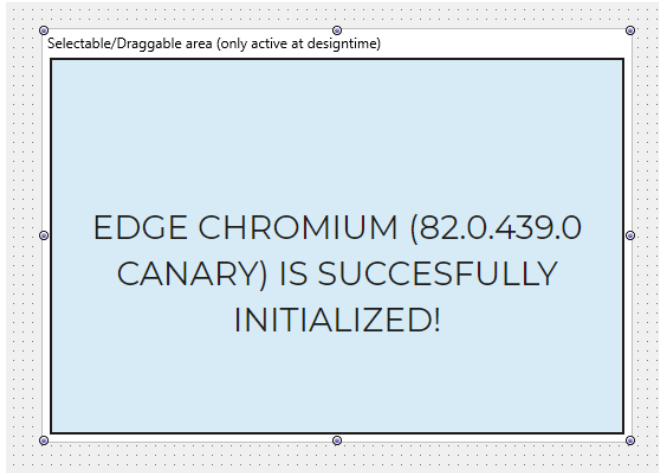 Selectable/Draggable area (only active at designtime)
EDGE CHROMIUM (82.0.439.0
CANARY) IS SUCCESFULLY
INITIALIZED!